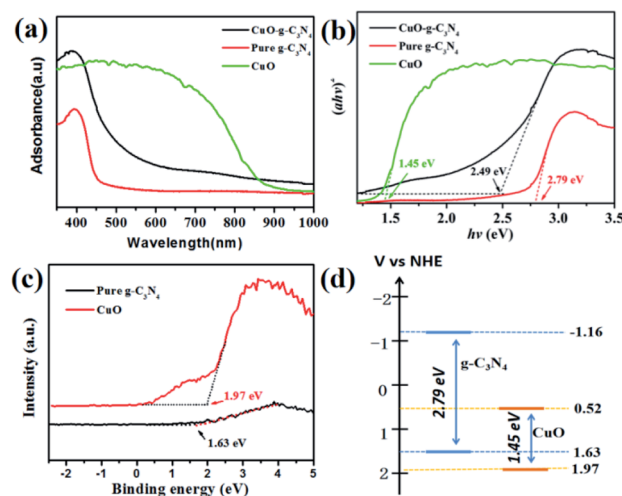 (a)
CuO-g-C₃N₄
Pure g-C₃N₄
CuO
Adsorbance(a.u)
400 500 600 700 800 900 1000
Wavelength(nm)
(b)
CuO-g-C₃N₄
Pure g-C₃N₄
CuO
1.45 eV
2.49 eV
2.79 eV
1.5 2.0 2.5 3.0 3.5
hv (eV)
(c)
Pure g-C₃N₄
CuO
Intensity (a.u.)
1.97 eV
1.63 eV
-2 -1 0 1 2 3 4 5
Binding energy (eV)
(d)
V vs NHE
-2
-1
0
1
2
-1.16
g-C₃N₄
2.79 eV
0.52
1.45 eV
CuO
1.63
1.97